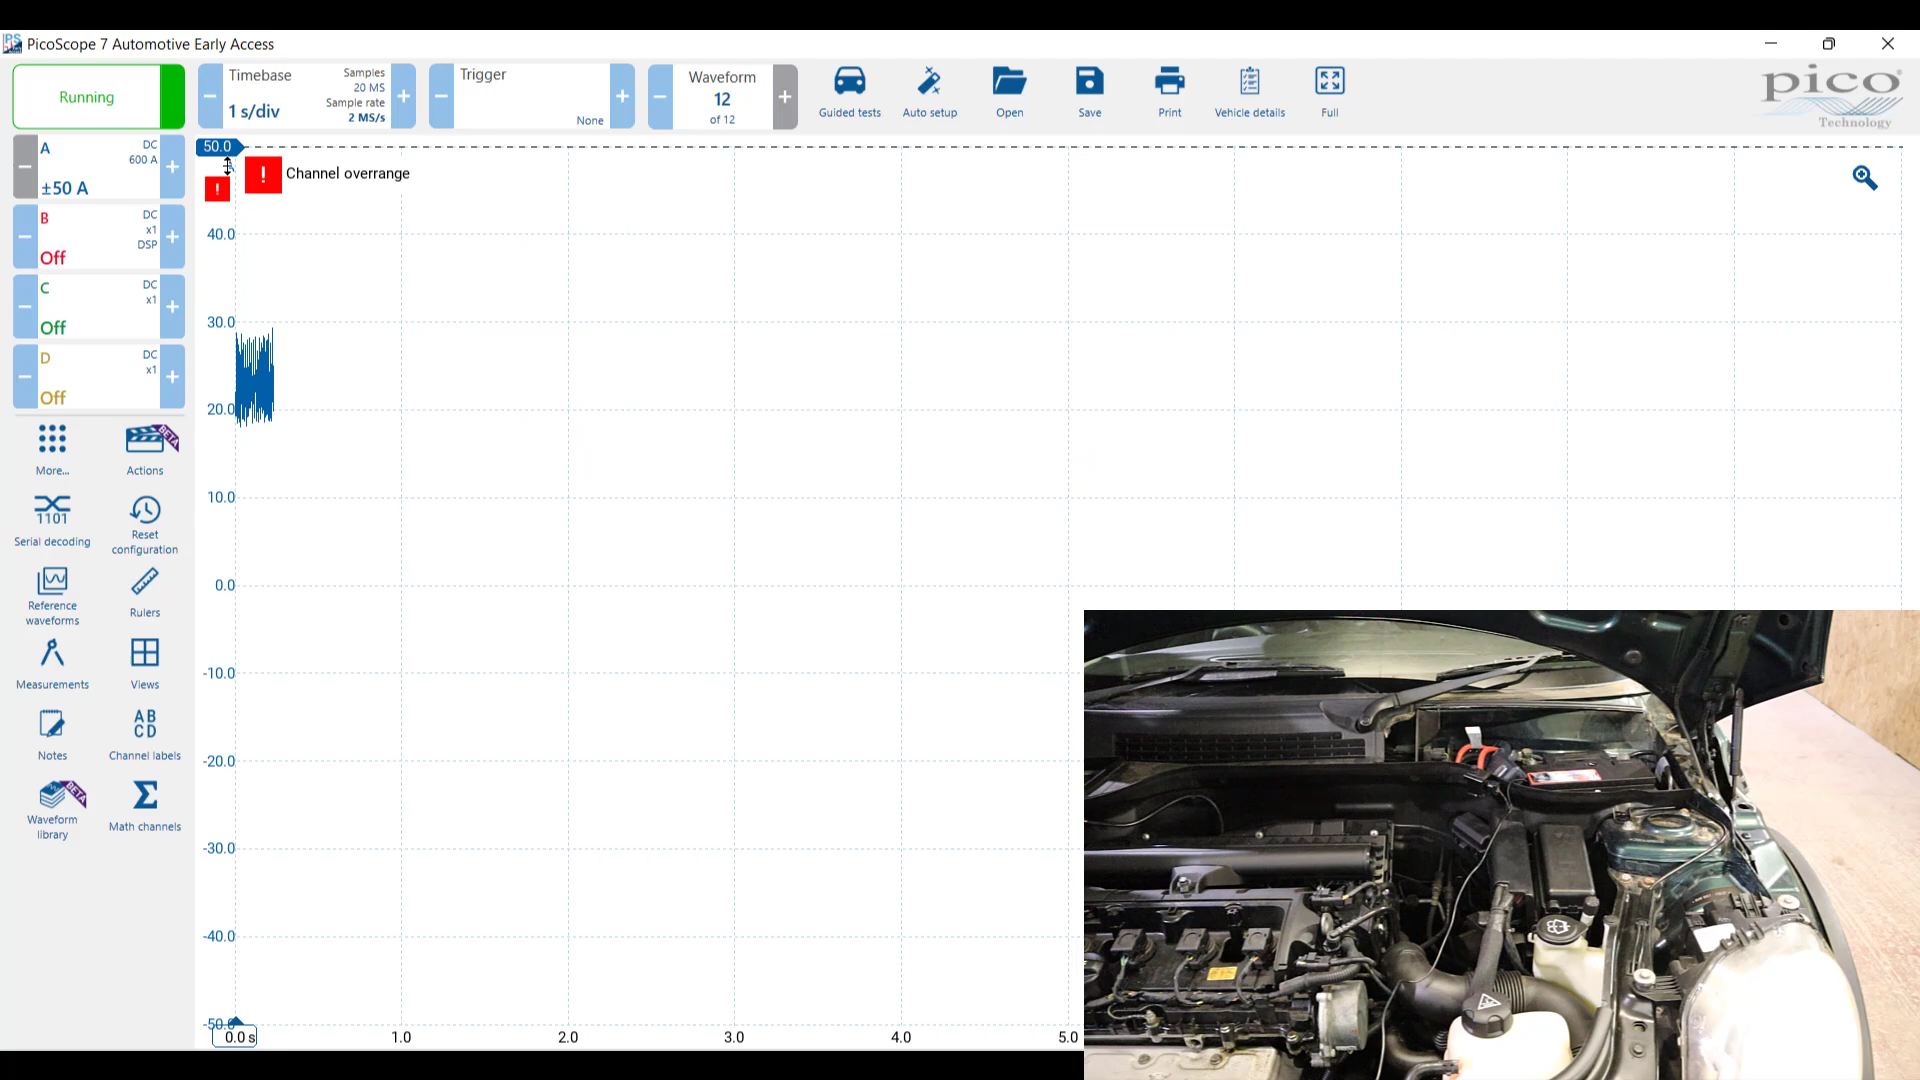 PicoScope 7 Automotive Early Access
Running
Timebase
1 s/div
Samples
20 MS
Sample rate
2 MS/s
Trigger
None
Waveform
12
of 12
Guided tests
Auto setup
Open
Save
Print
Vehicle details
Full
pico
Technology
A
DC
600 A
±50 A
B
DC
x1
DSP
Off
C
DC
x1
Off
D
DC
x1
Off
More...
BETA
Actions
1101
Serial decoding
Reset
configuration
Reference
waveforms
Rulers
Measurements
Views
Notes
AB
CD
Channel labels
BETA
Waveform
library
Math channels
50.0
! Channel overrange
!
40.0
30.0
20.0
10.0
0.0
-10.0
-20.0
-30.0
-40.0
-50.0
0.0 s
1.0
2.0
3.0
4.0
5.0